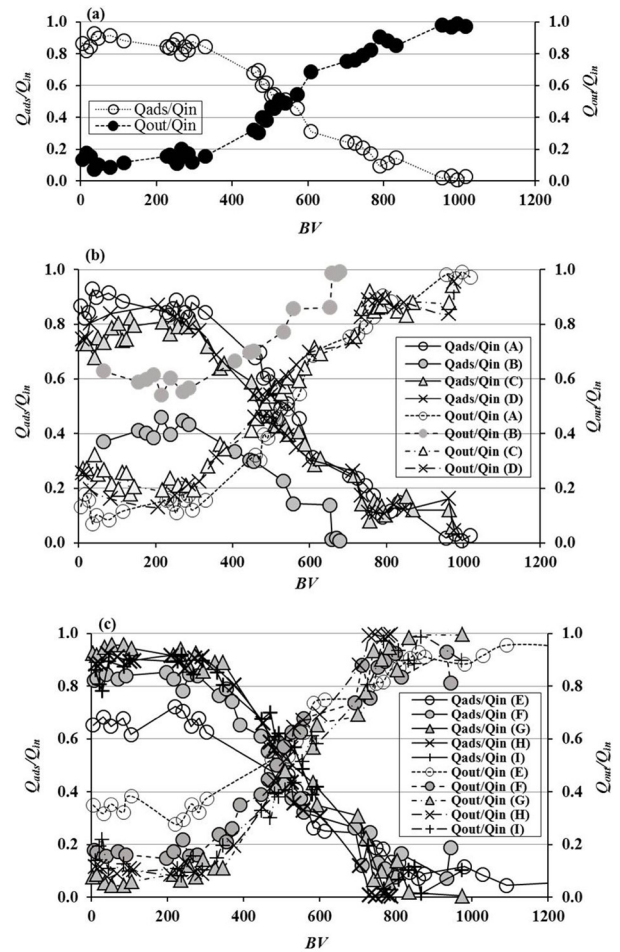 (a)
1.0 1.0
0.8 0.8
0.6 0.6
0.4 0.4
0.2 0.2
0.0 0.0
Qads/Qin
Qout/Qin
Qads/Qin
Qout/Qin
0 200 400 600 800 1000 1200
BV
(b)
1.0 1.0
0.8 0.8
0.6 0.6
0.4 0.4
0.2 0.2
0.0 0.0
Qads/Qin
Qout/Qin
Qads/Qin (A)
Qads/Qin (B)
Qads/Qin (C)
Qads/Qin (D)
Qout/Qin (A)
Qout/Qin (B)
Qout/Qin (C)
Qout/Qin (D)
0 200 400 600 800 1000 1200
BV
(c)
1.0 1.0
0.8 0.8
0.6 0.6
0.4 0.4
0.2 0.2
0.0 0.0
Qads/Qin
Qout/Qin
Qads/Qin (E)
Qads/Qin (F)
Qads/Qin (G)
Qads/Qin (H)
Qads/Qin (I)
Qout/Qin (E)
Qout/Qin (F)
Qout/Qin (G)
Qout/Qin (H)
Qout/Qin (I)
0 200 400 600 800 1000 1200
BV